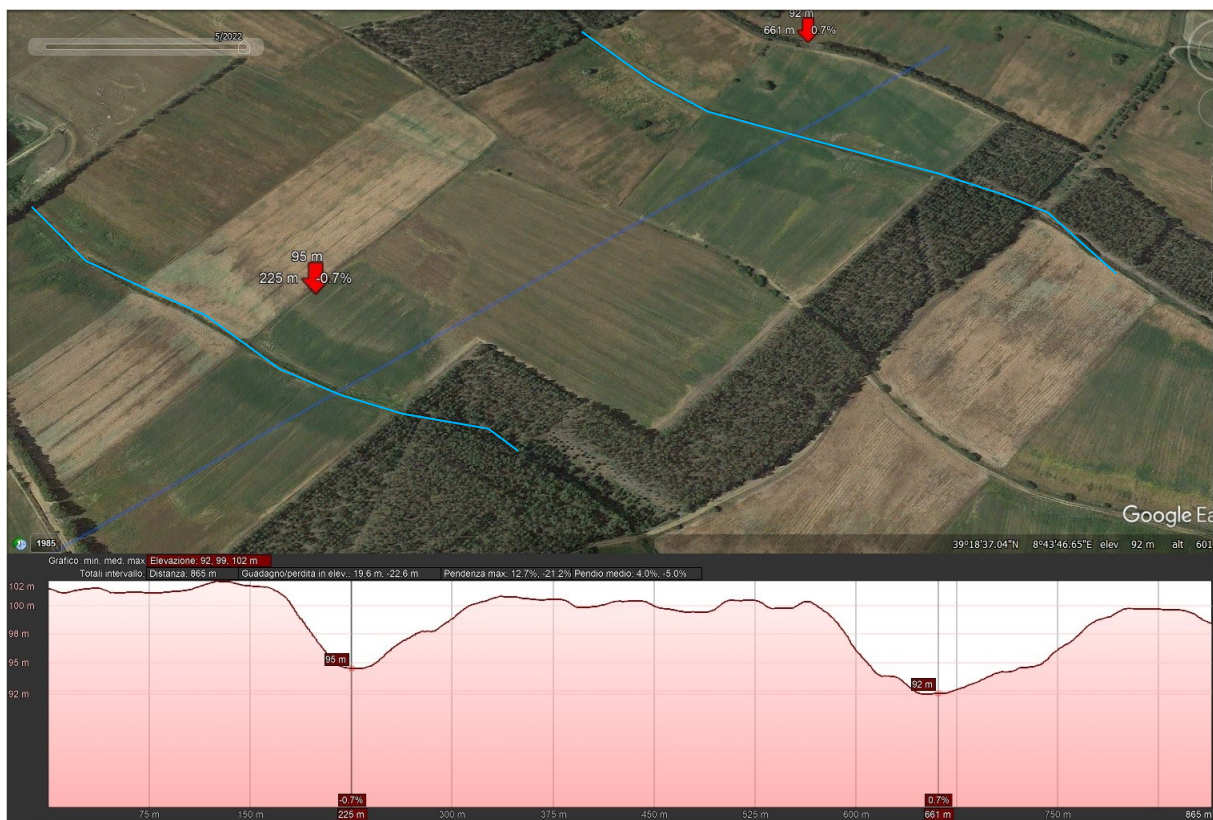 5/2022
92 m
661 m 0.7%
95 m
225 m -0.7%
Google Ea
1985
39°18'37.04"N 8°43'46.65"E elev 92 m alt 601
Grafico: min. med. max Elevazione: 92, 99, 102 m
Totali intervallo: Distanza: 865 m Guadagno/perdita in elev.: 19.6 m, -22.6 m Pendenza max: 12.7%, -21.2% Pendio medio: 4.0%, -5.0%
102 m
100 m
98 m
95 m
95 m
92 m
92 m
-0.7%
0.7%
75 m 150 m 225 m 300 m 375 m 450 m 525 m 600 m 661 m 750 m 865 m